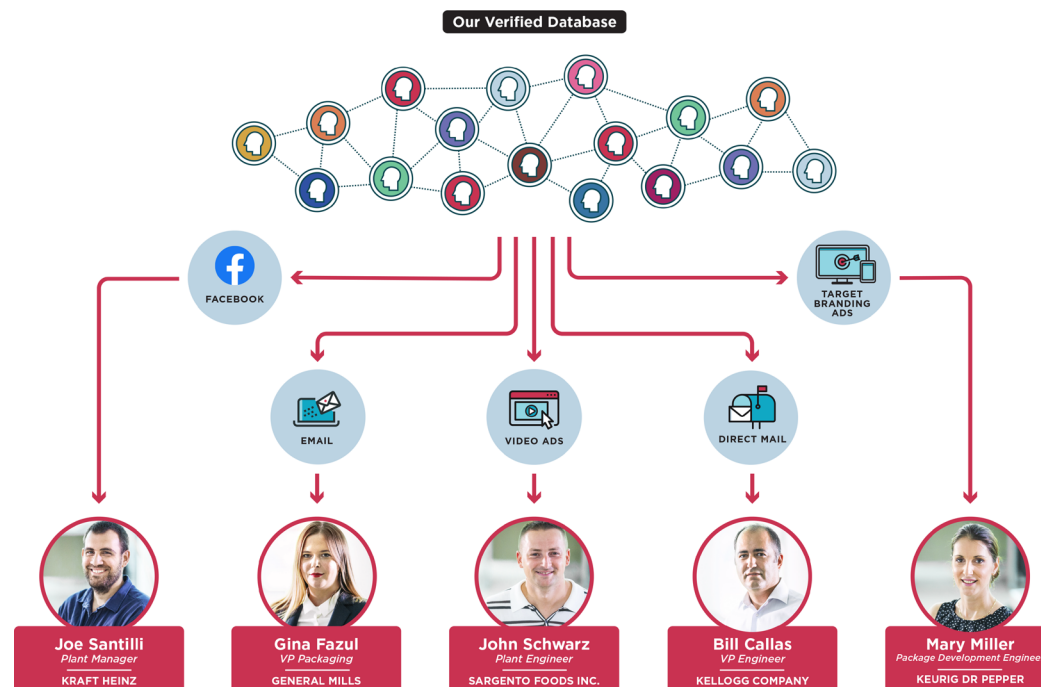 Our Verified Database
FACEBOOK
TARGET
BRANDING
ADS
EMAIL
VIDEO ADS
DIRECT MAIL
Joe Santilli
Plant Manager
KRAFT HEINZ
Gina Fazul
VP Packaging
GENERAL MILLS
John Schwarz
Plant Engineer
SARGENTO FOODS INC.
Bill Callas
VP Engineer
KELLOGG COMPANY
Mary Miller
Package Development Enginee
KEURIG DR PEPPER